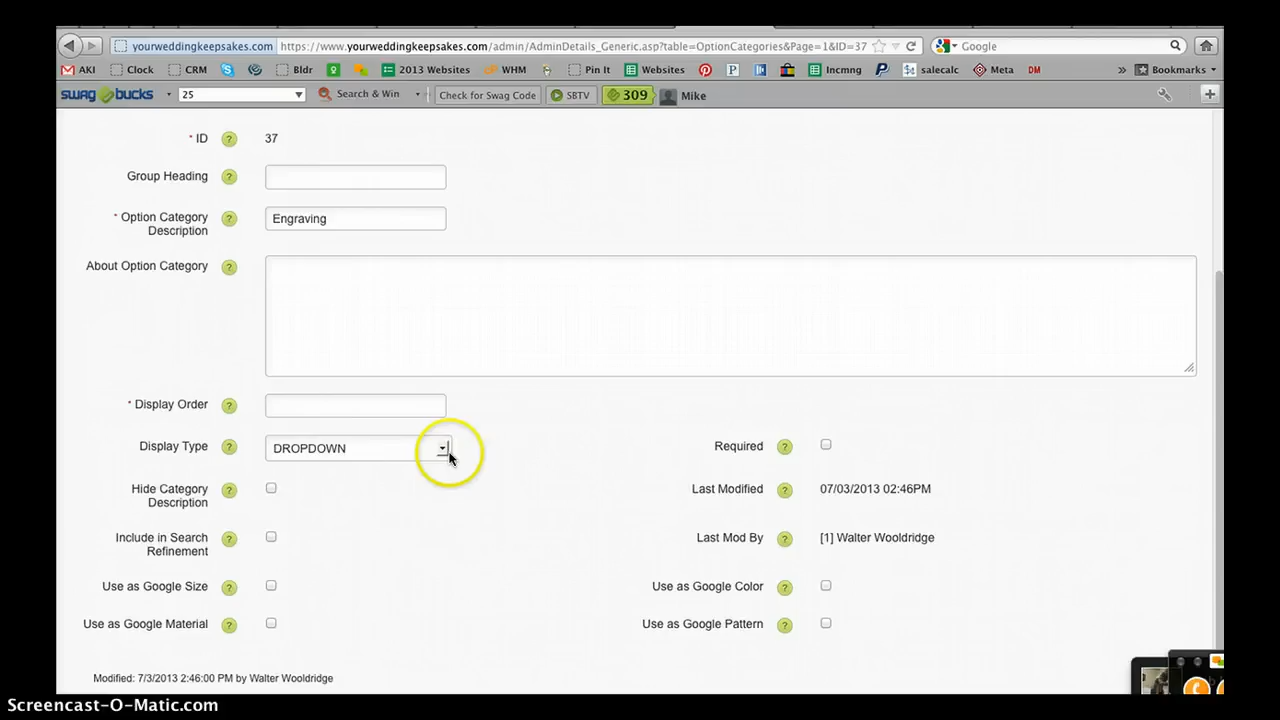 yourweddingkeepsakes.com https://www.yourweddingkeepsakes.com/admin/AdminDetails_Generic.asp?table=OptionCategories&Page=1&ID=37 Google
AKI Clock CRM Bldr 2013 Websites WHM Pin It Websites Incmng salecalc Meta DM » Bookmarks
swag bucks 25 Search & Win Check for Swag Code SBTV 309 Mike
* ID ? 37
Group Heading ?
* Option Category ? Engraving
Description
About Option Category ?
* Display Order ?
Display Type ? DROPDOWN Required ?
Hide Category ? Last Modified ? 07/03/2013 02:46PM
Description
Include in Search ? Last Mod By ? [1] Walter Wooldridge
Refinement
Use as Google Size ? Use as Google Color ?
Use as Google Material ? Use as Google Pattern ?
Modified: 7/3/2013 2:46:00 PM by Walter Wooldridge
Screencast-O-Matic.com